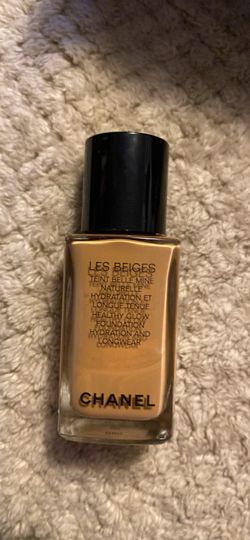 LES BEIGES
TEINT BELLE MINE
NATURELLE
HYDRATATION ET
LONGUE TENUE
HEALTHY GLOW
FOUNDATION
HYDRATION AND
LONGWEAR
CHANEL